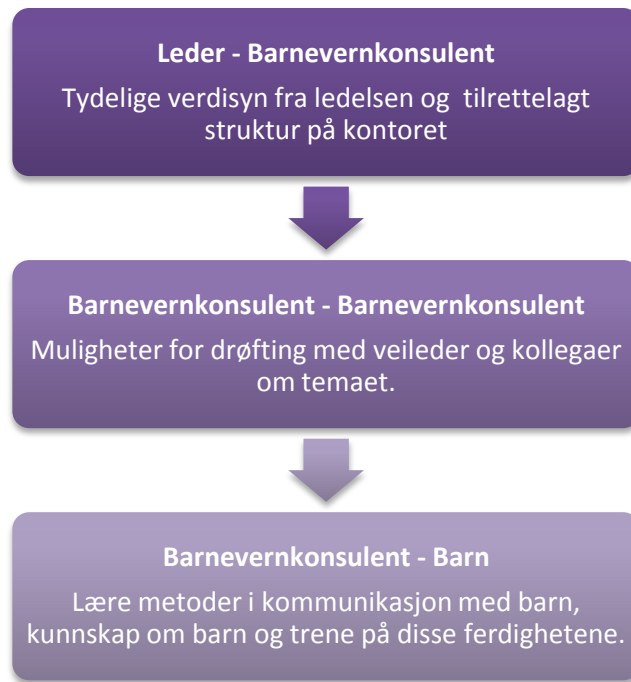 Leder - Barnevernkonsulent
Tydelige verdisyn fra ledelsen og  tilrettelagt
struktur på kontoret
Barnevernkonsulent - Barnevernkonsulent
Muligheter for drøfting med veileder og kollegaer
om temaet.
Barnevernkonsulent - Barn
Lære metoder i kommunikasjon med barn,
kunnskap om barn og trene på disse ferdighetene.